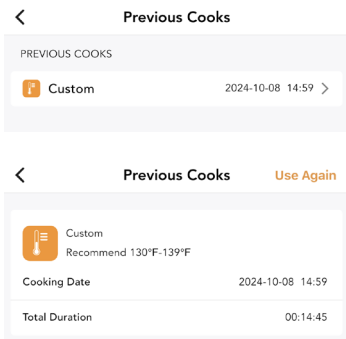 Previous Cooks
PREVIOUS COOKS
Custom 2024-10-08 14:59
Previous Cooks Use Again
Custom
Recommend 130°F-139°F
Cooking Date 2024-10-08 14:59
Total Duration 00:14:45